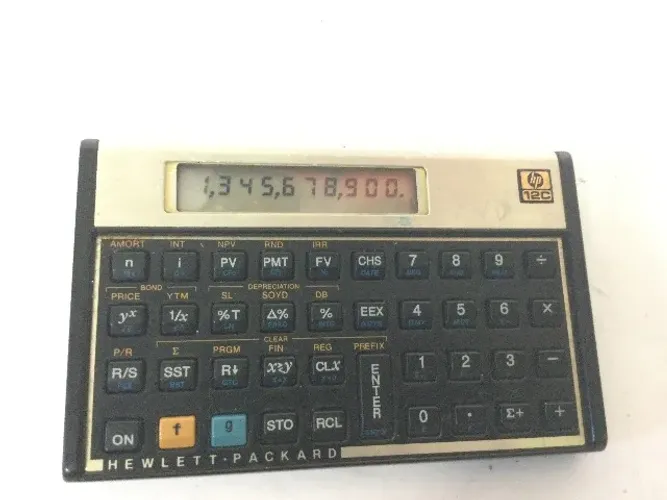 1,345,678,900.
hp
12C
AMORT INT NPV RND IRR
n i PV PMT FV CHS 7 8 9 ÷
BOND DEPRECIATION
PRICE YTM SL SOYD DB
yˣ 1/x %T Δ% % EEX 4 5 6 ×
CLEAR
P/R Σ PRGM FIN REG PREFIX
R/S SST R↓ x≷y CLx ENTER 1 2 3 −
ON f g STO RCL 0 · Σ+ +
HEWLETT·PACKARD